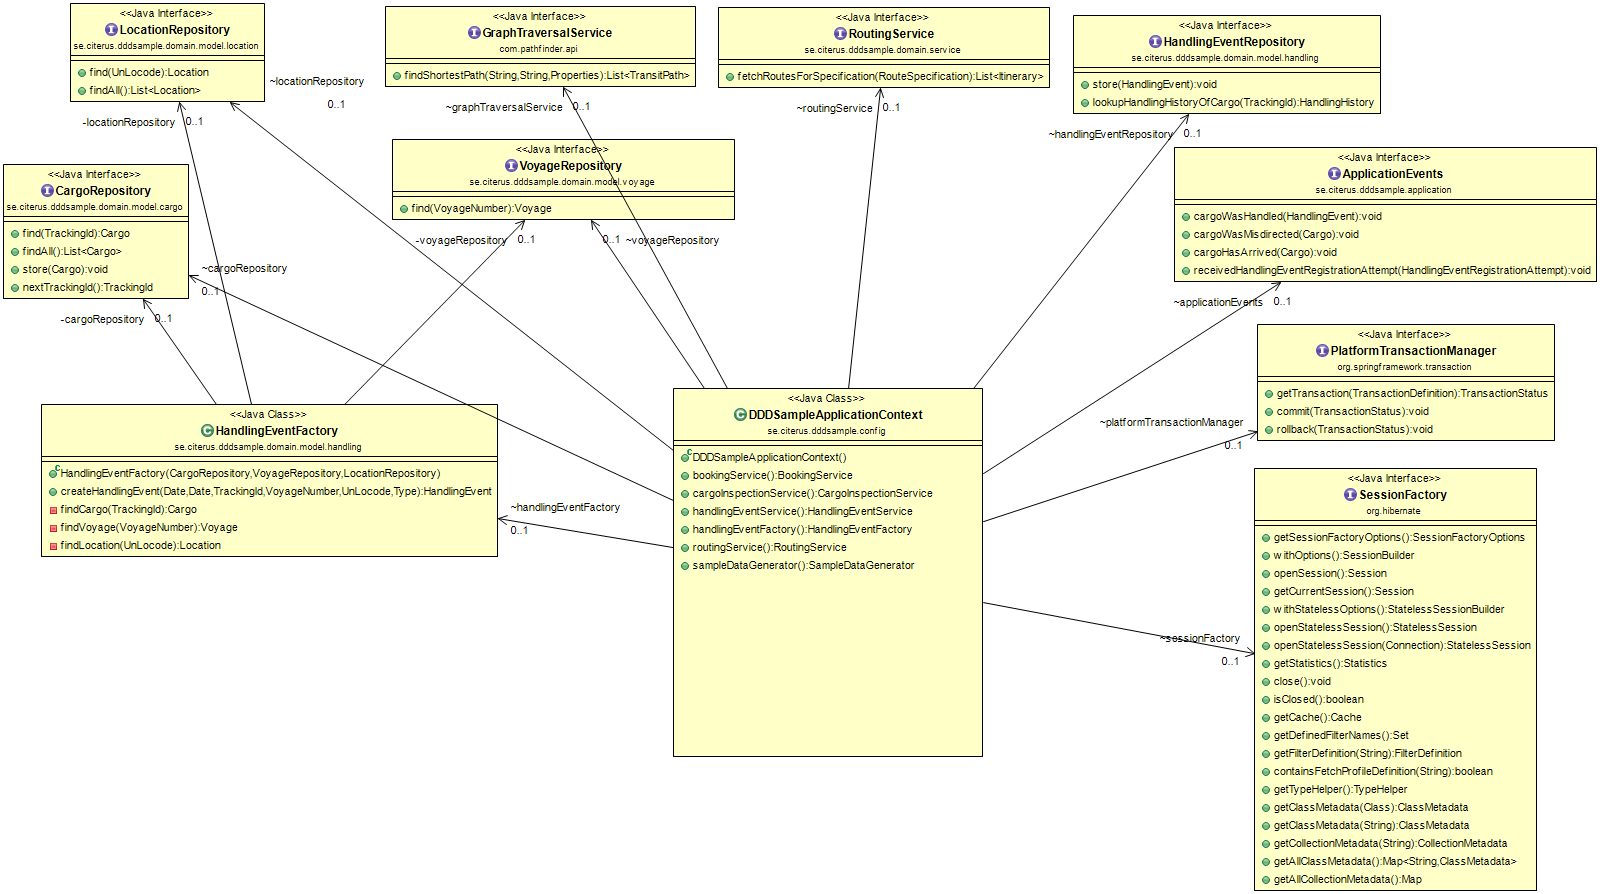 <<Java Interface>>
LocationRepository
se.citerus.dddsample.domain.model.location
find(UnLocode):Location
findAll():List<Location>
<<Java Interface>>
GraphTraversalService
com.pathfinder.api
findShortestPath(String,String,Properties):List<TransitPath>
<<Java Interface>>
RoutingService
se.citerus.dddsample.domain.service
fetchRoutesForSpecification(RouteSpecification):List<Itinerary>
<<Java Interface>>
HandlingEventRepository
se.citerus.dddsample.domain.model.handling
store(HandlingEvent):void
lookupHandlingHistoryOfCargo(TrackingId):HandlingHistory
~locationRepository
0..1
-locationRepository
0..1
~graphTraversalService
0..1
~routingService
0..1
~handlingEventRepository
0..1
<<Java Interface>>
VoyageRepository
se.citerus.dddsample.domain.model.voyage
find(VoyageNumber):Voyage
<<Java Interface>>
CargoRepository
se.citerus.dddsample.domain.model.cargo
find(TrackingId):Cargo
findAll():List<Cargo>
store(Cargo):void
nextTrackingId():TrackingId
<<Java Interface>>
ApplicationEvents
se.citerus.dddsample.application
cargoWasHandled(HandlingEvent):void
cargoWasMisdirected(Cargo):void
cargoHasArrived(Cargo):void
receivedHandlingEventRegistrationAttempt(HandlingEventRegistrationAttempt):void
-voyageRepository
0..1
0..1
~voyageRepository
~cargoRepository
0..1
-cargoRepository
0..1
~applicationEvents
0..1
<<Java Interface>>
PlatformTransactionManager
org.springframework.transaction
getTransaction(TransactionDefinition):TransactionStatus
commit(TransactionStatus):void
rollback(TransactionStatus):void
~platformTransactionManager
0..1
<<Java Class>>
HandlingEventFactory
se.citerus.dddsample.domain.model.handling
HandlingEventFactory(CargoRepository,VoyageRepository,LocationRepository)
createHandlingEvent(Date,Date,TrackingId,VoyageNumber,UnLocode,Type):HandlingEvent
findCargo(TrackingId):Cargo
findVoyage(VoyageNumber):Voyage
findLocation(UnLocode):Location
~handlingEventFactory
0..1
<<Java Class>>
DDDSampleApplicationContext
se.citerus.dddsample.config
DDDSampleApplicationContext()
bookingService():BookingService
cargoInspectionService():CargoInspectionService
handlingEventService():HandlingEventService
handlingEventFactory():HandlingEventFactory
routingService():RoutingService
sampleDataGenerator():SampleDataGenerator
~sessionFactory
0..1
<<Java Interface>>
SessionFactory
org.hibernate
getSessionFactoryOptions():SessionFactoryOptions
withOptions():SessionBuilder
openSession():Session
getCurrentSession():Session
withStatelessOptions():StatelessSessionBuilder
openStatelessSession():StatelessSession
openStatelessSession(Connection):StatelessSession
getStatistics():Statistics
close():void
isClosed():boolean
getCache():Cache
getDefinedFilterNames():Set
getFilterDefinition(String):FilterDefinition
containsFetchProfileDefinition(String):boolean
getTypeHelper():TypeHelper
getClassMetadata(Class):ClassMetadata
getClassMetadata(String):ClassMetadata
getCollectionMetadata(String):CollectionMetadata
getAllClassMetadata():Map<String,ClassMetadata>
getAllCollectionMetadata():Map